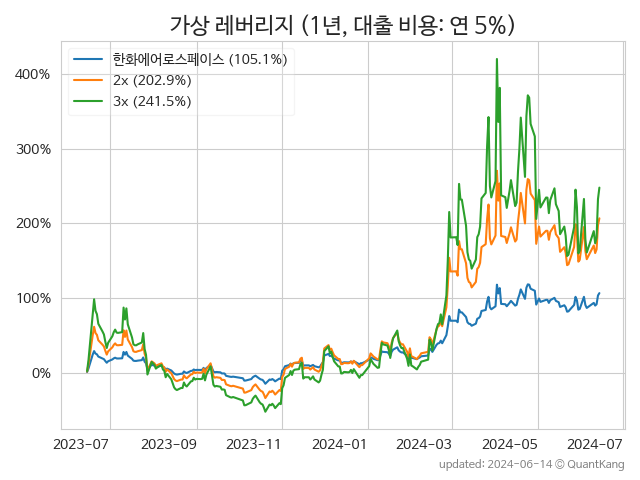 가상 레버리지 (1년, 대출 비용: 연 5%)
한화에어로스페이스 (105.1%)
2x (202.9%)
3x (241.5%)
400%
300%
200%
100%
0%
2023-07 2023-09 2023-11 2024-01 2024-03 2024-05 2024-07
updated: 2024-06-14 © QuantKang